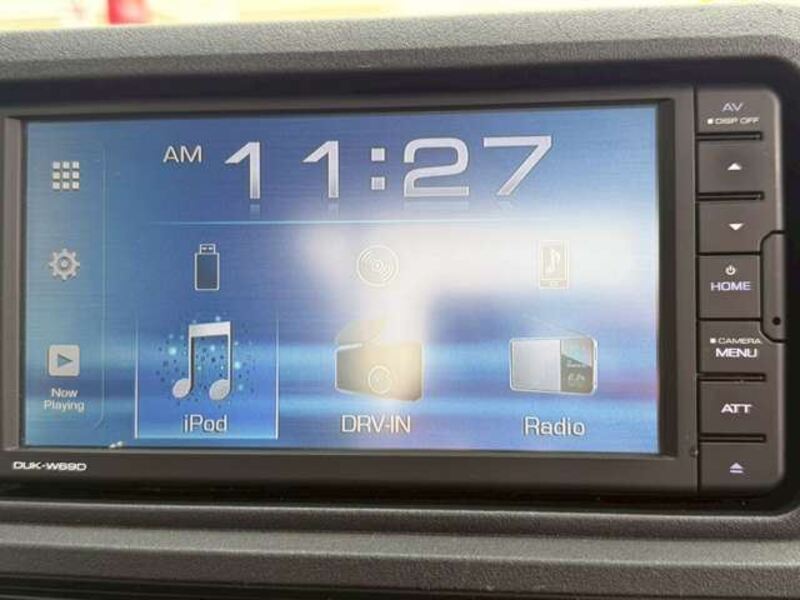 AM 11:27
Now
Playing
iPod
DRV-IN
Radio
DUK-W69D
AV
DISP OFF
HOME
CAMERA
MENU
ATT